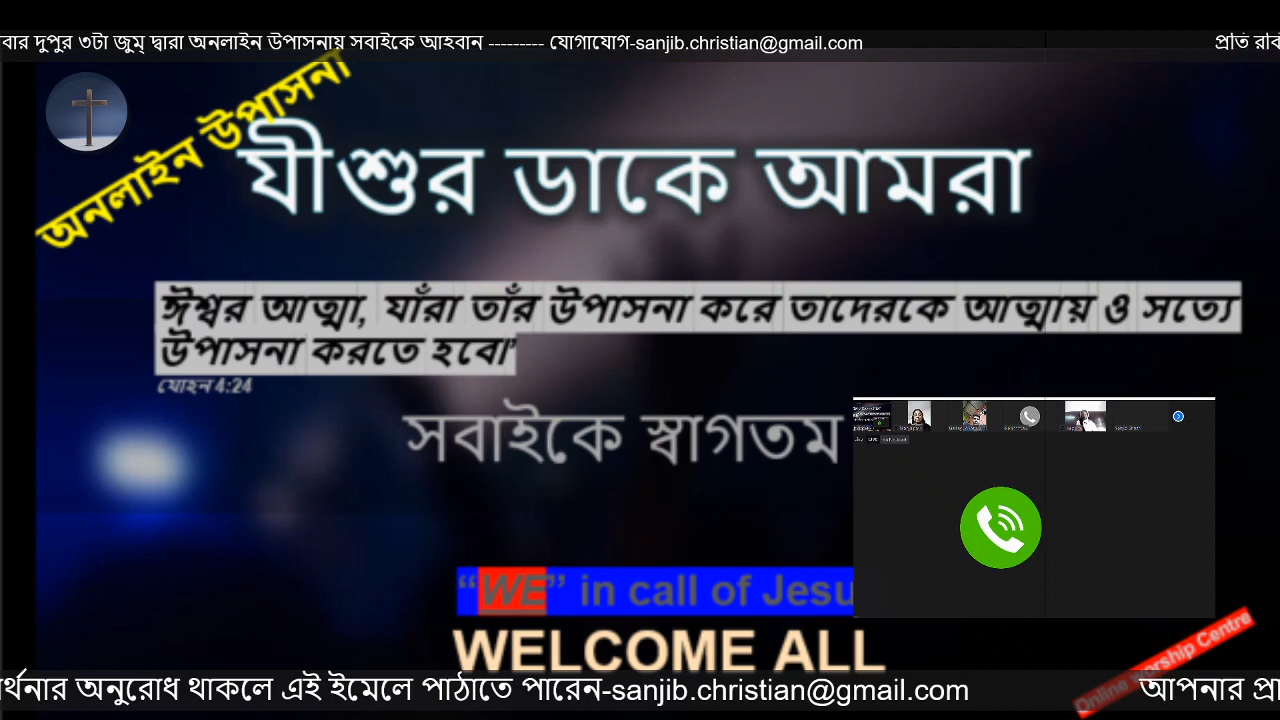 বার দুপুর ৩টা জুম্ দ্বারা অনলাইন উপাসনায় সবাইকে আহবান --------- যোগাযোগ-sanjib.christian@gmail.com
প্রতি রবি
অনলাইন উপাসনা
যীশুর ডাকে আমরা
ঈশ্বর আত্মা, যাঁরা তাঁর উপাসনা করে তাদেরকে আত্মায় ও সত্যে
উপাসনা করতে হবে।”
যোহন 4:24
সবাইকে স্বাগতম
“WE” in call of Jesu
WELCOME ALL
Online worship Centre
র্থনার অনুরোধ থাকলে এই ইমেলে পাঠাতে পারেন-sanjib.christian@gmail.com
আপনার প্রা